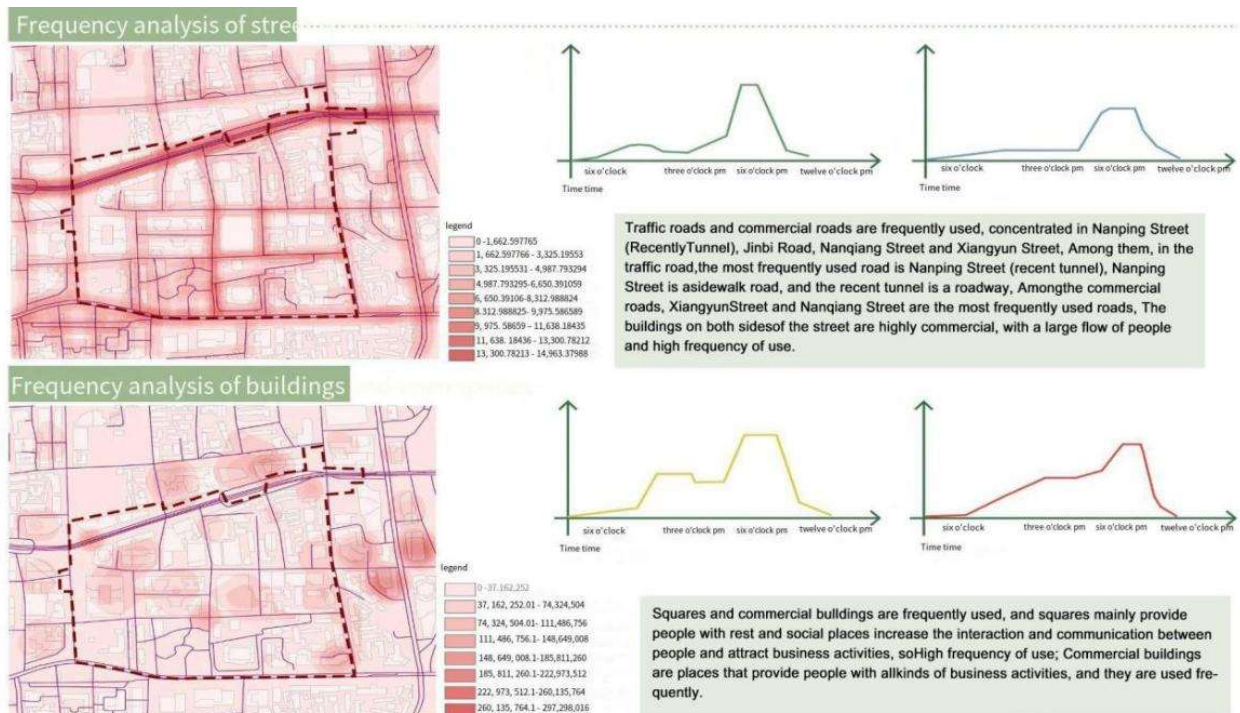 Frequency analysis of stree
six o'clock
three o'clock pm
six o'clock pm
twelve o'clock pm
Time time
six o'clock
three o'clock pm
six o'clock pm
twelve o'clock pm
Time time
legend
0 -1,662.597765
1, 662.597766 - 3,325.19553
3, 325.195531 - 4,987.793294
4.987.793295-6,650.391059
6, 650.39106-8,312.988824
8.312.988825- 9,975.586589
9, 975. 58659 - 11,638.18435
11, 638. 18436 - 13,300.78212
13, 300.78213 - 14,963.37988
Traffic roads and commercial roads are frequently used, concentrated in Nanping Street
(RecentlyTunnel), Jinbi Road, Nanqiang Street and Xiangyun Street, Among them, in the
traffic road,the most frequently used road is Nanping Street (recent tunnel), Nanping
Street is asidewalk road, and the recent tunnel is a roadway, Amongthe commercial
roads, XiangyunStreet and Nanqiang Street are the most frequently used roads, The
buildings on both sidesof the street are highly commercial, with a large flow of people
and high frequency of use.
Frequency analysis of buildings
six o'clock
three o'clock pm
six o'clock pm
twelve o'clock pm
Time time
six o'clock
three o'clock pm
six o'clock pm
twelve o'clock pm
Time time
legend
0 -37.162,252
37, 162, 252.01 - 74,324,504
74, 324, 504.01- 111,486,756
111, 486, 756.1- 148,649,008
148, 649, 008.1-185,811,260
185, 811, 260.1-222,973,512
222, 973, 512.1-260,135,764
260, 135, 764.1 - 297,298,016
Squares and commercial bulldings are frequently used, and squares mainly provide
people with rest and social places increase the interaction and communication between
people and attract business activities, soHigh frequency of use; Commercial buildings
are places that provide people with allkinds of business activities, and they are used fre-
quently.